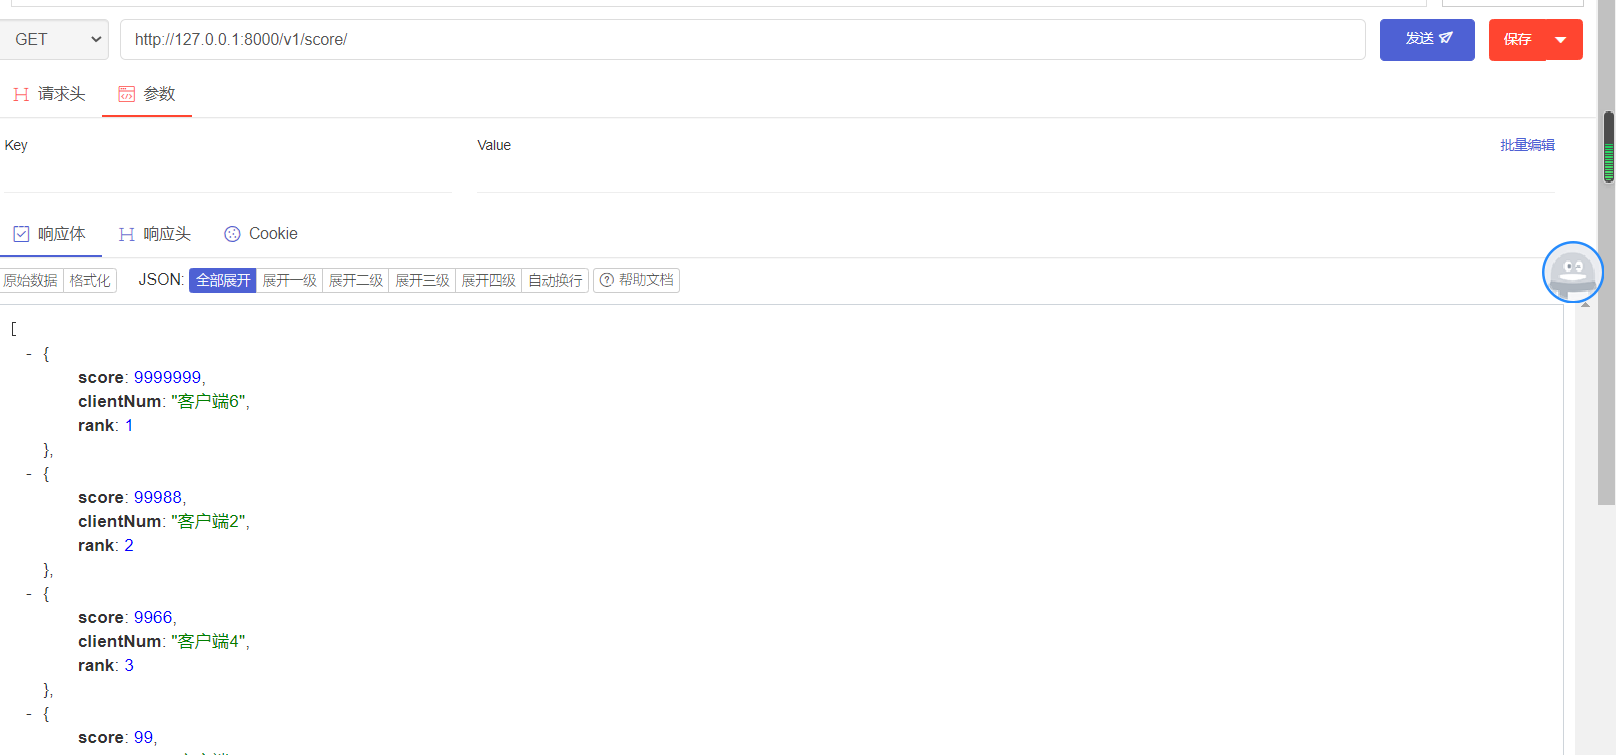 GET http://127.0.0.1:8000/v1/score/ 发送 保存
请求头 参数
Key Value 批量编辑
响应体 响应头 Cookie
原始数据 格式化 JSON: 全部展开 展开一级 展开二级 展开三级 展开四级 自动换行 帮助文档
[
- {
score: 9999999,
clientNum: "客户端6",
rank: 1
},
- {
score: 99988,
clientNum: "客户端2",
rank: 2
},
- {
score: 9966,
clientNum: "客户端4",
rank: 3
},
- {
score: 99,